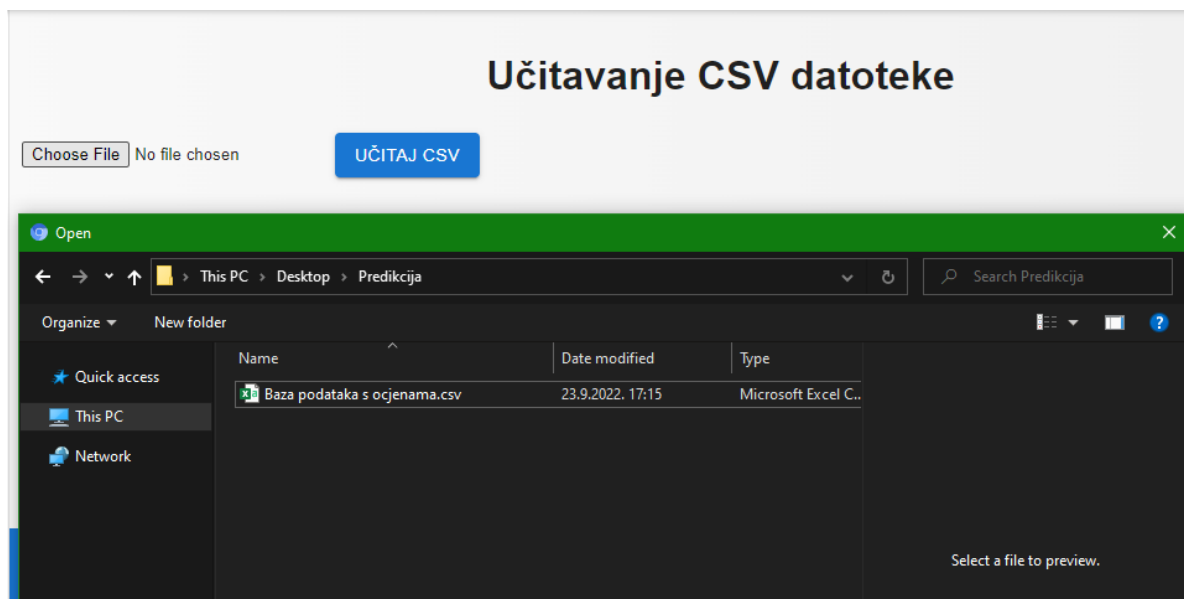 Učitavanje CSV datoteke
Choose File No file chosen UČITAJ CSV
Open
This PC > Desktop > Predikcija Search Predikcija
Organize New folder
Name Date modified Type
Quick access
Baza podataka s ocjenama.csv 23.9.2022. 17:15 Microsoft Excel C...
This PC
Network
Select a file to preview.